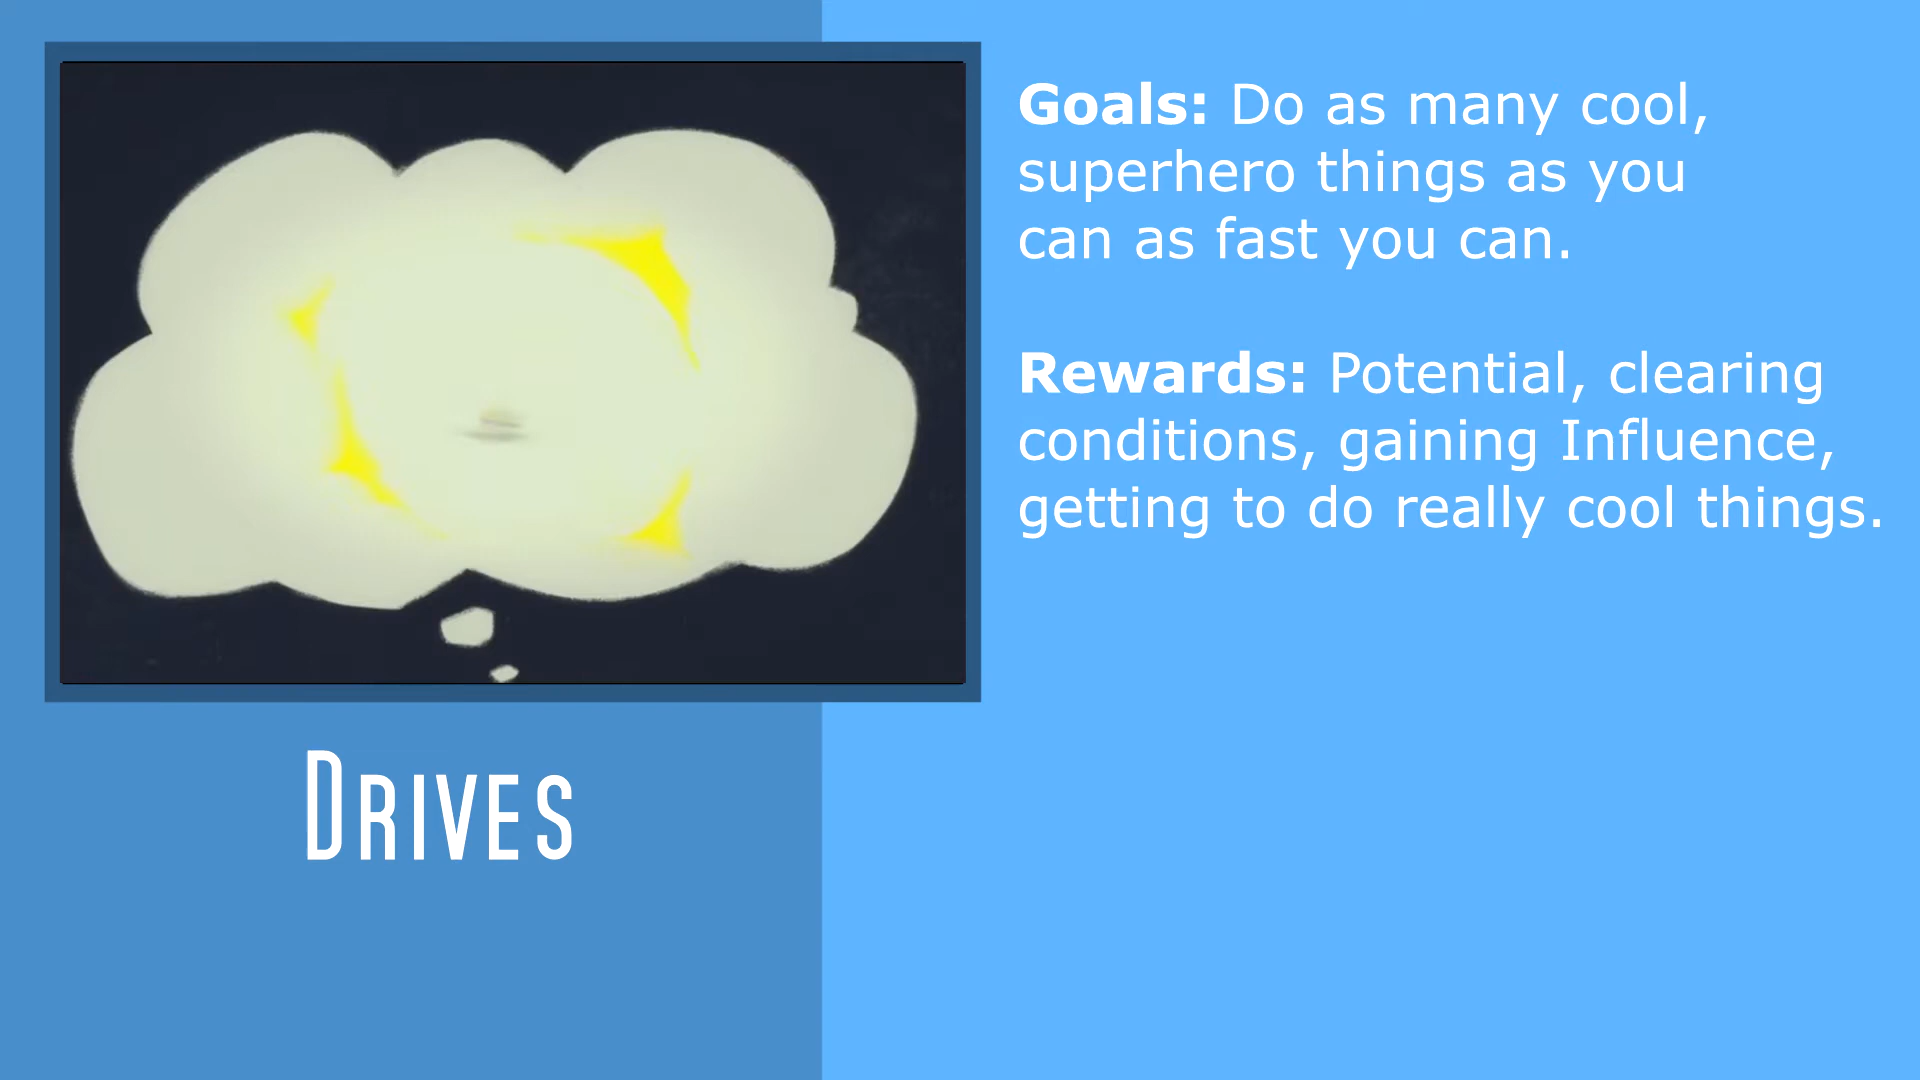 Goals: Do as many cool,
superhero things as you
can as fast you can.
Rewards: Potential, clearing
conditions, gaining Influence,
getting to do really cool things.
Drives